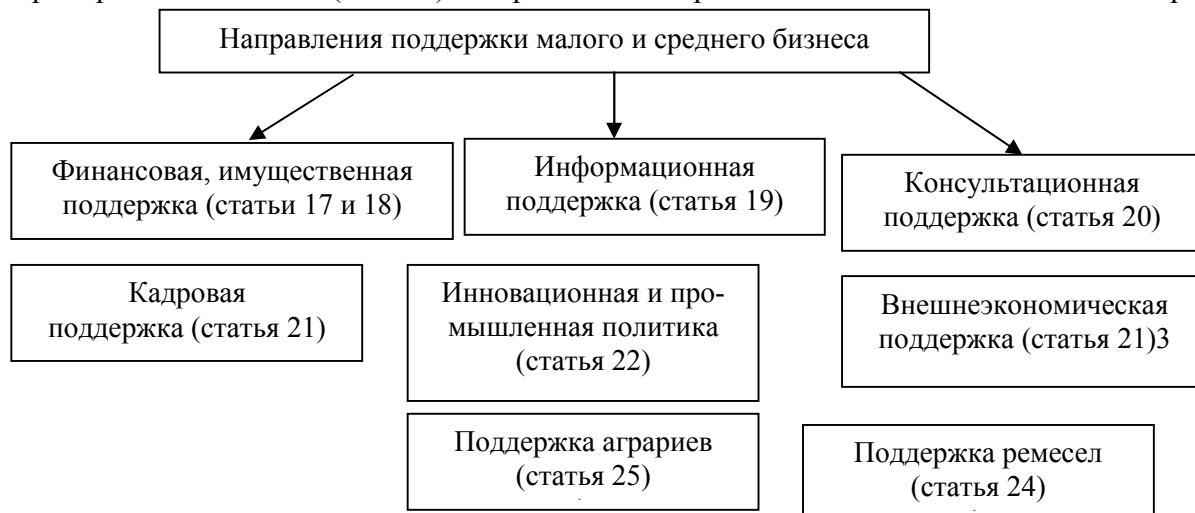 Направления поддержки малого и среднего бизнеса
Финансовая, имущественная
поддержка (статьи 17 и 18)
Информационная
поддержка (статья 19)
Консультационная
поддержка (статья 20)
Кадровая
поддержка (статья 21)
Инновационная и про-
мышленная политика
(статья 22)
Внешнеэкономическая
поддержка (статья 21)3
Поддержка аграриев
(статья 25)
Поддержка ремесел
(статья 24)